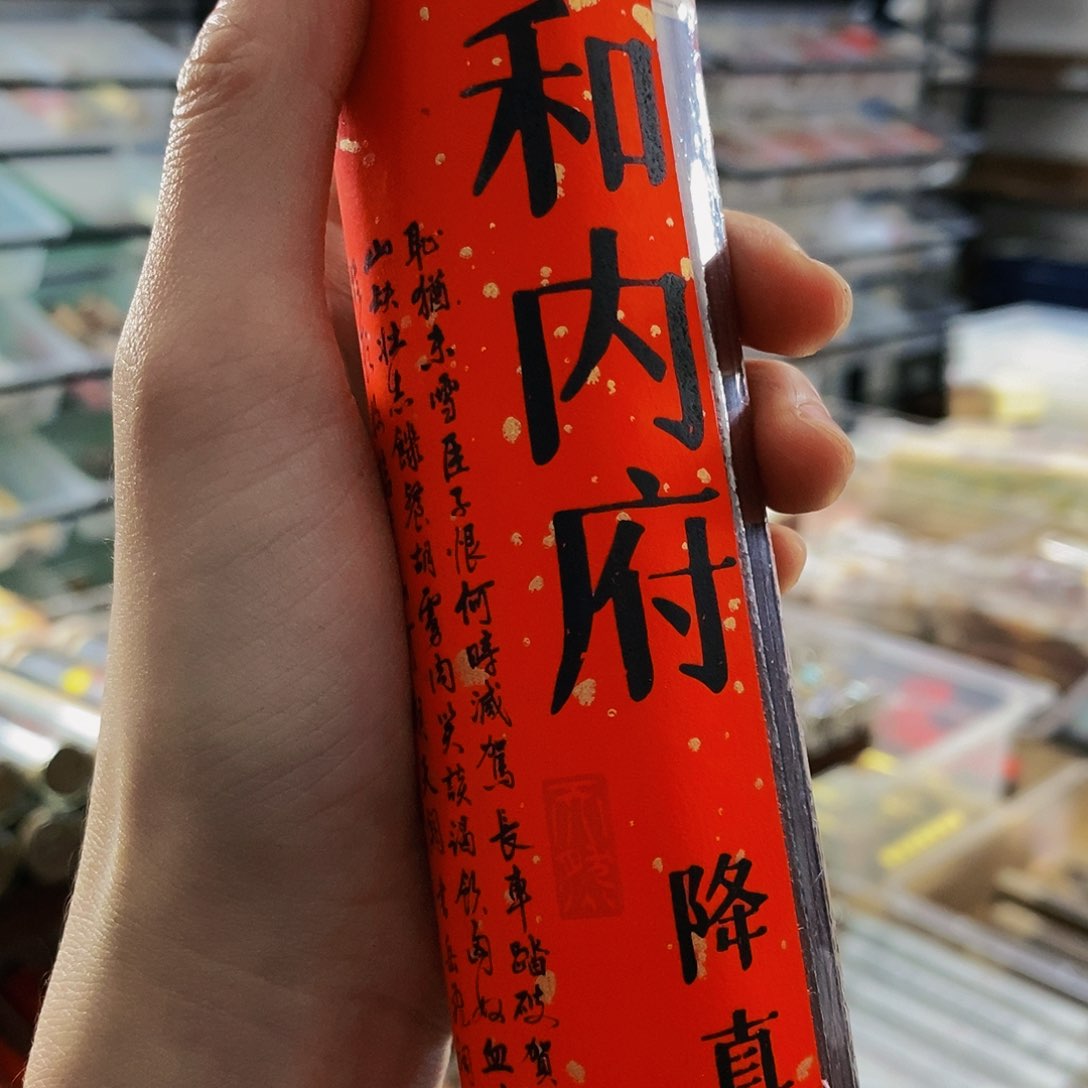 和内府
降真
恥猶未雪臣子恨何時滅駕長車踏破賀
山缺壯志饑餐胡虜肉笑談渴飲匈奴血